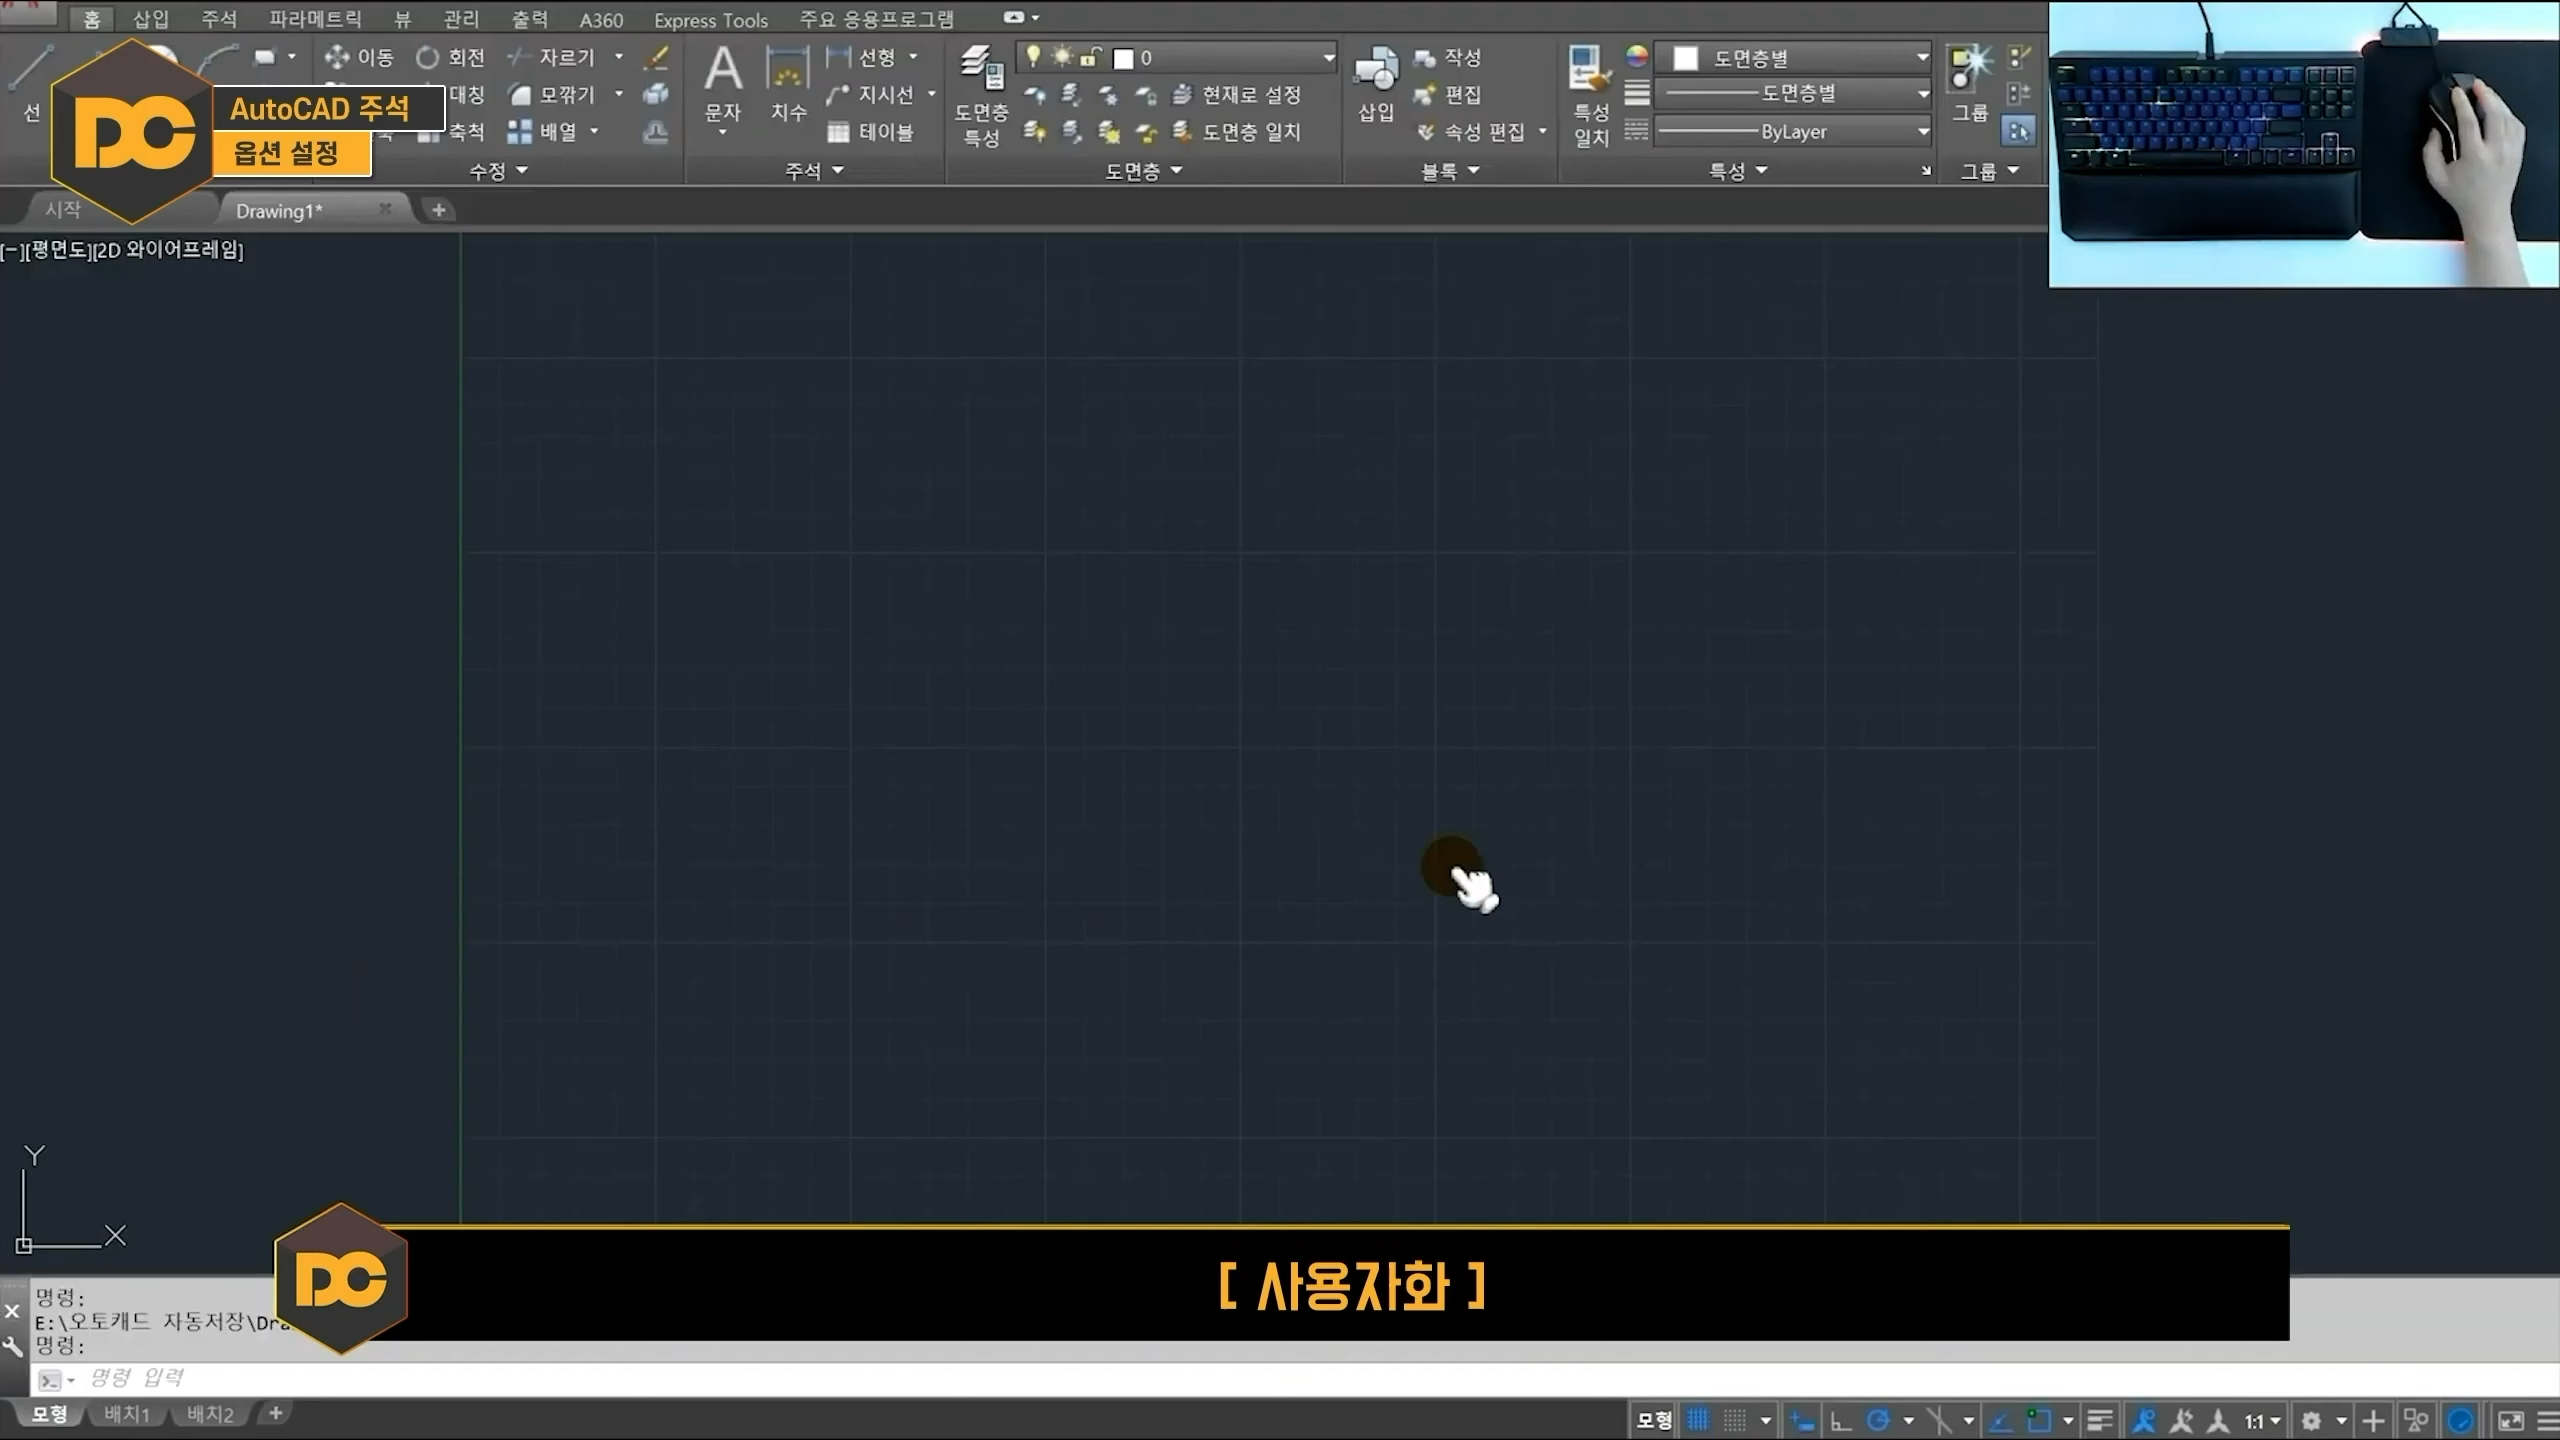 홈 삽입 주석 파라메트릭 뷰 관리 출력 A360 Express Tools 주요 응용프로그램
선
이동 회전 자르기
대칭 모깎기
축척 배열
수정
문자
치수
선형
지시선
테이블
주석
도면층
특성
0
현재로 설정
도면층 일치
도면층
삽입
작성
편집
속성 편집
블록
특성
일치
도면층별
도면층별
ByLayer
특성
그룹
그룹
DC
AutoCAD 주석
옵션 설정
시작 Drawing1*
[-][평면도][2D 와이어프레임]
Y
X
DC
[ 사용자화 ]
명령:
E:\오토캐드 자동저장\Dra
명령:
명령 입력
모형 배치1 배치2
모형 1:1